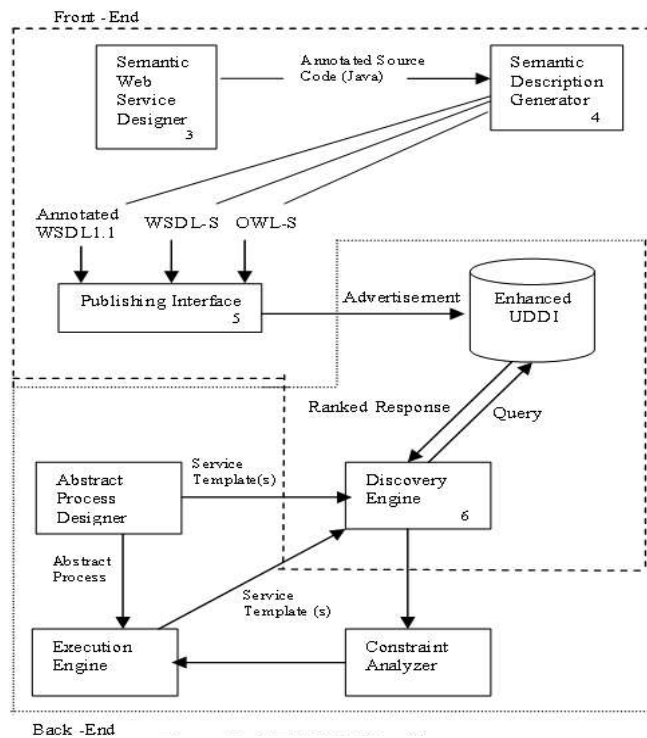 Front -End
Semantic
Web
Service
Designer
3
Annotated Source
Code (Java)
Semantic
Description
Generator
4
Annotated
WSDL1.1
WSDL-S
OWL-S
Publishing Interface
5
Advertisement
Enhanced
UDDI
Ranked Response
Query
Abstract
Process
Designer
Service
Template(s)
Discovery
Engine
6
Abstract
Process
Service
Template (s)
Execution
Engine
Constraint
Analyzer
Back -End